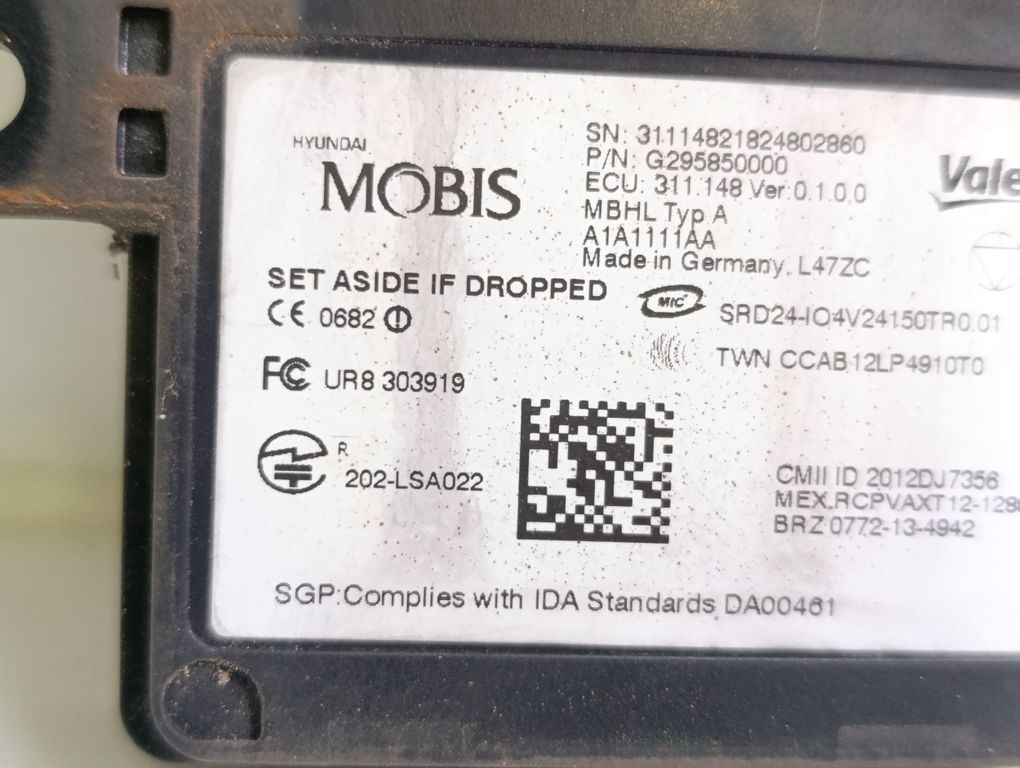 HYUNDAI
MOBIS
SN: 31114821824802860
P/N: G295850000
ECU: 311.148 Ver:0.1.0.0
MBHL Typ A
A1A1111AA
Made in Germany, L47ZC
Vale
SET ASIDE IF DROPPED
CE 0682
MIC
SRD24-IO4V24150TR0.01
TWN CCAB12LP4910T0
FC UR8 303919
R
202-LSA022
CMII ID 2012DJ7356
MEX.RCPVAXT12-128
BRZ 0772-13-4942
SGP:Complies with IDA Standards DA00461